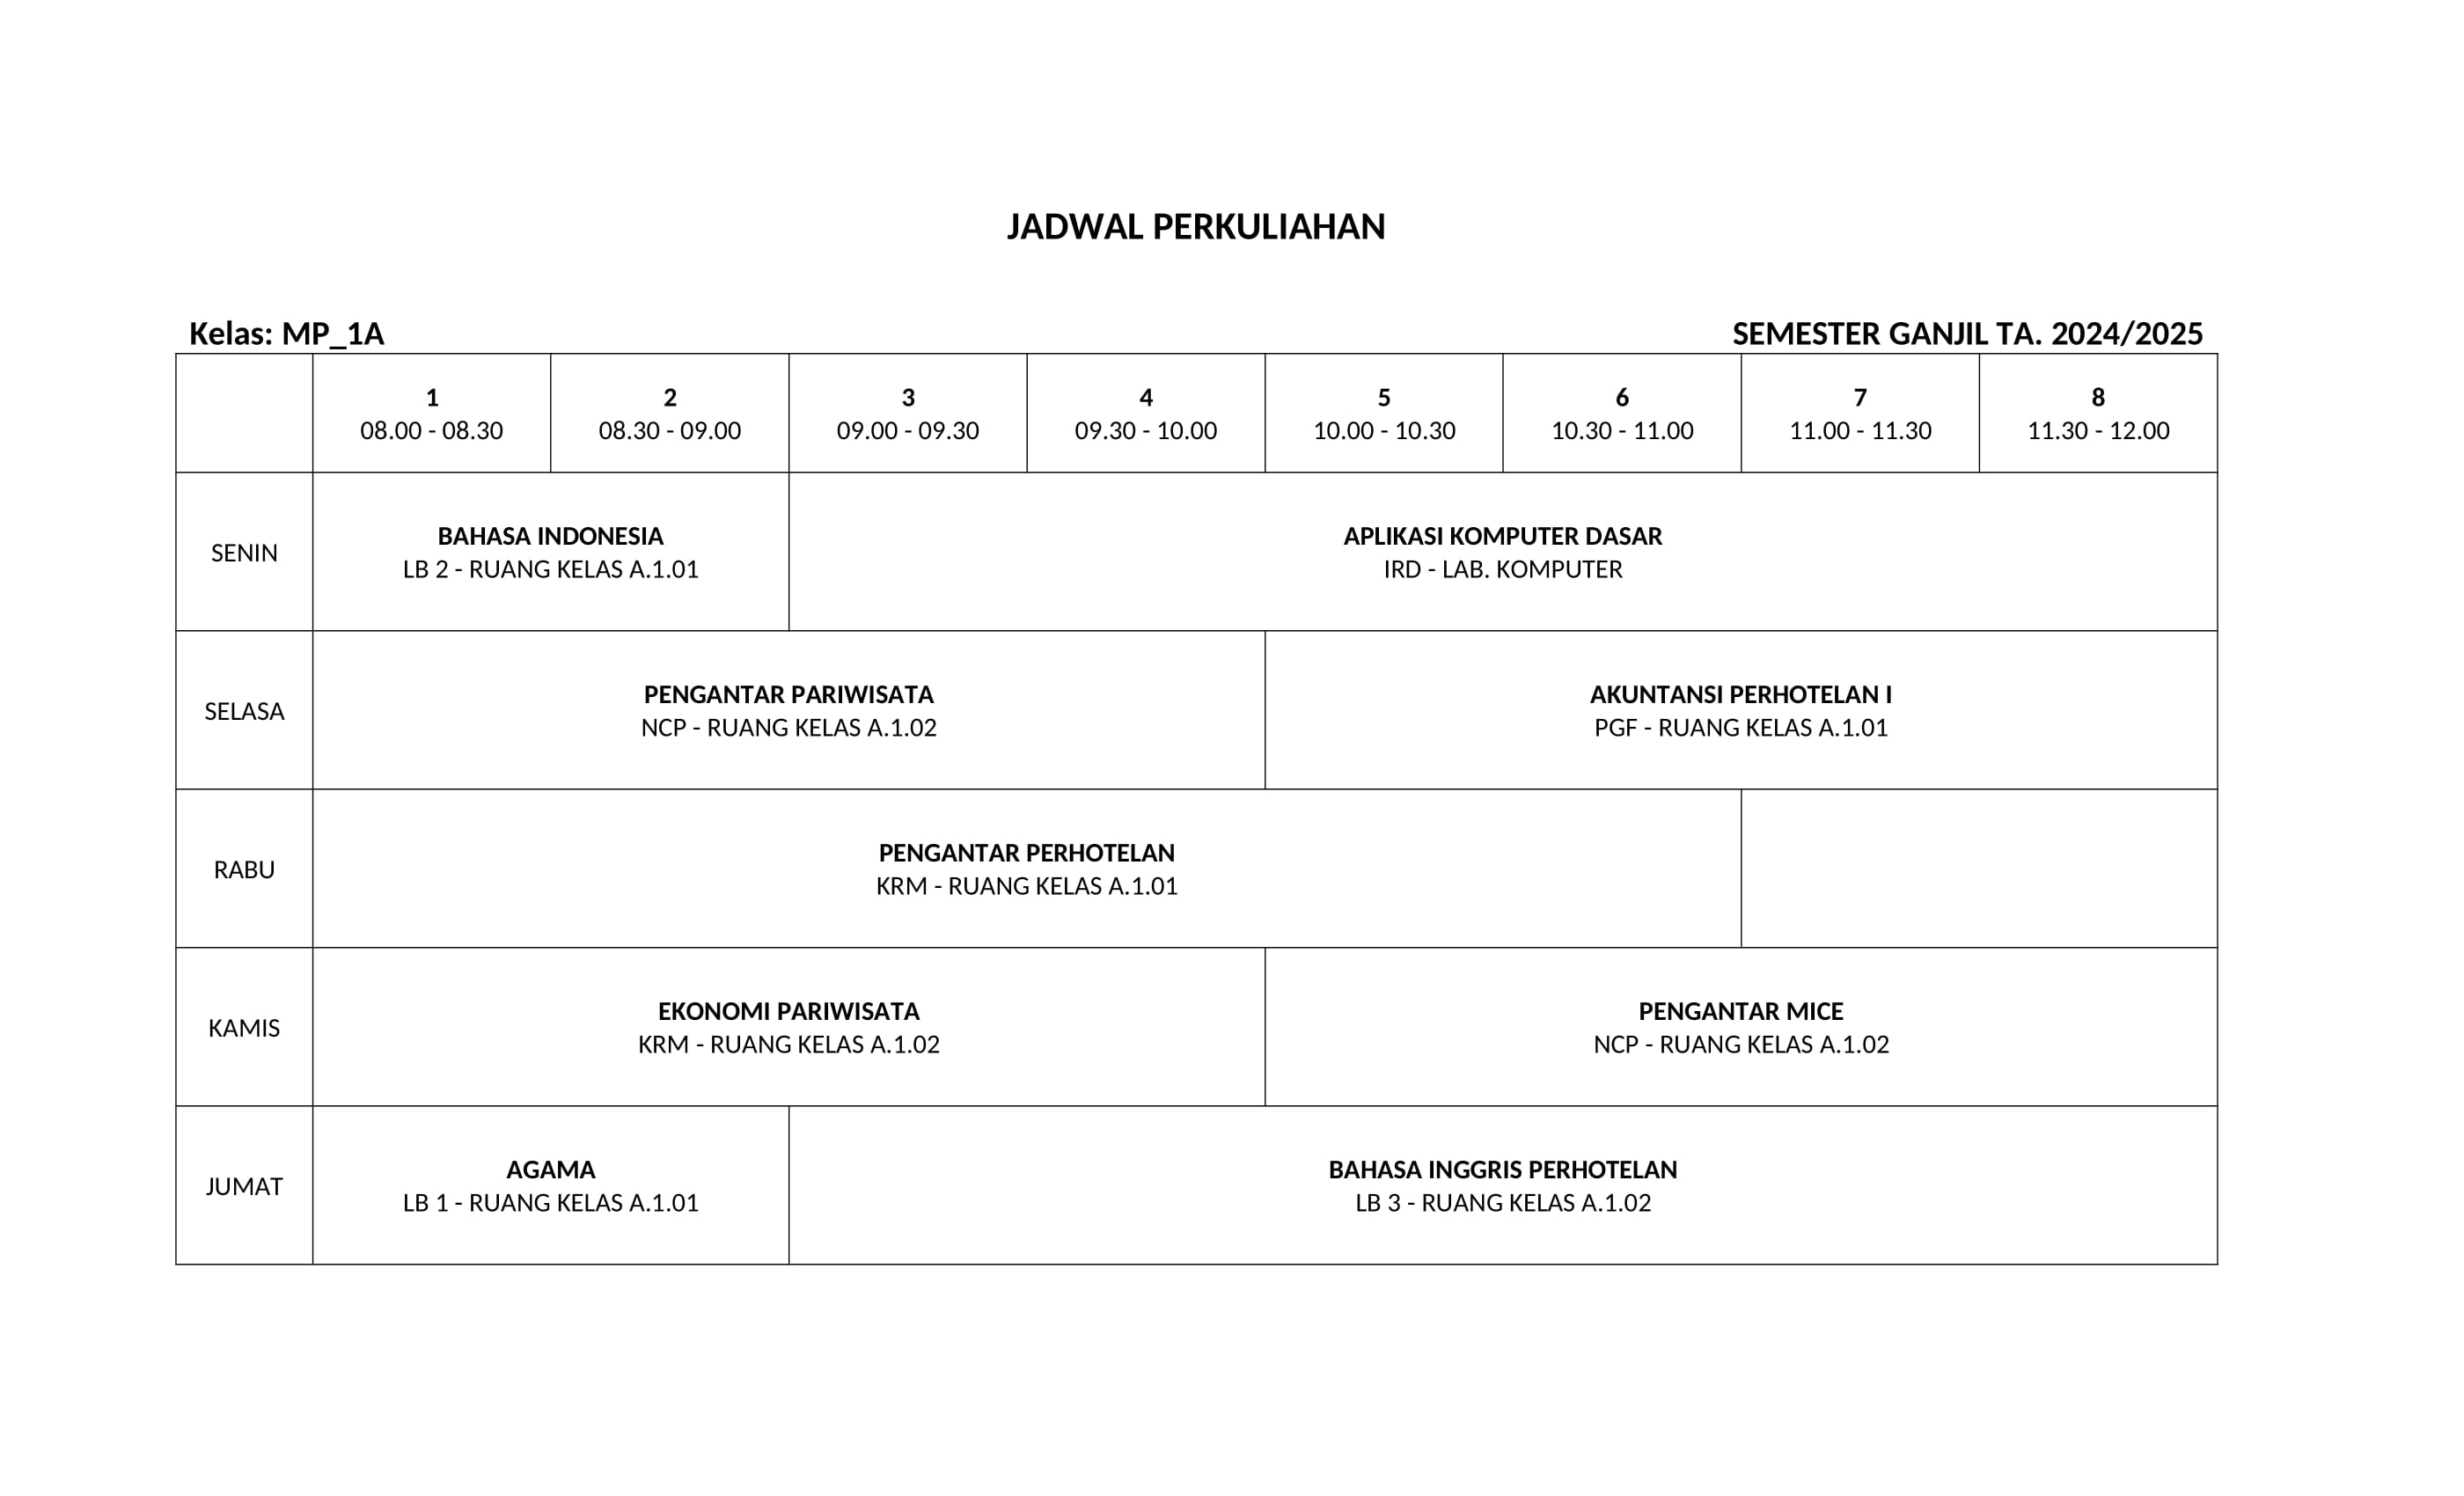 JADWAL PERKULIAHAN
Kelas: MP_1A
SEMESTER GANJIL TA. 2024/2025
1
08.00 - 08.30
2
08.30 - 09.00
3
09.00 - 09.30
4
09.30 - 10.00
5
10.00 - 10.30
6
10.30 - 11.00
7
11.00 - 11.30
8
11.30 - 12.00
SENIN
BAHASA INDONESIA
LB 2 - RUANG KELAS A.1.01
APLIKASI KOMPUTER DASAR
IRD - LAB. KOMPUTER
SELASA
PENGANTAR PARIWISATA
NCP - RUANG KELAS A.1.02
AKUNTANSI PERHOTELAN I
PGF - RUANG KELAS A.1.01
RABU
PENGANTAR PERHOTELAN
KRM - RUANG KELAS A.1.01
KAMIS
EKONOMI PARIWISATA
KRM - RUANG KELAS A.1.02
PENGANTAR MICE
NCP - RUANG KELAS A.1.02
JUMAT
AGAMA
LB 1 - RUANG KELAS A.1.01
BAHASA INGGRIS PERHOTELAN
LB 3 - RUANG KELAS A.1.02